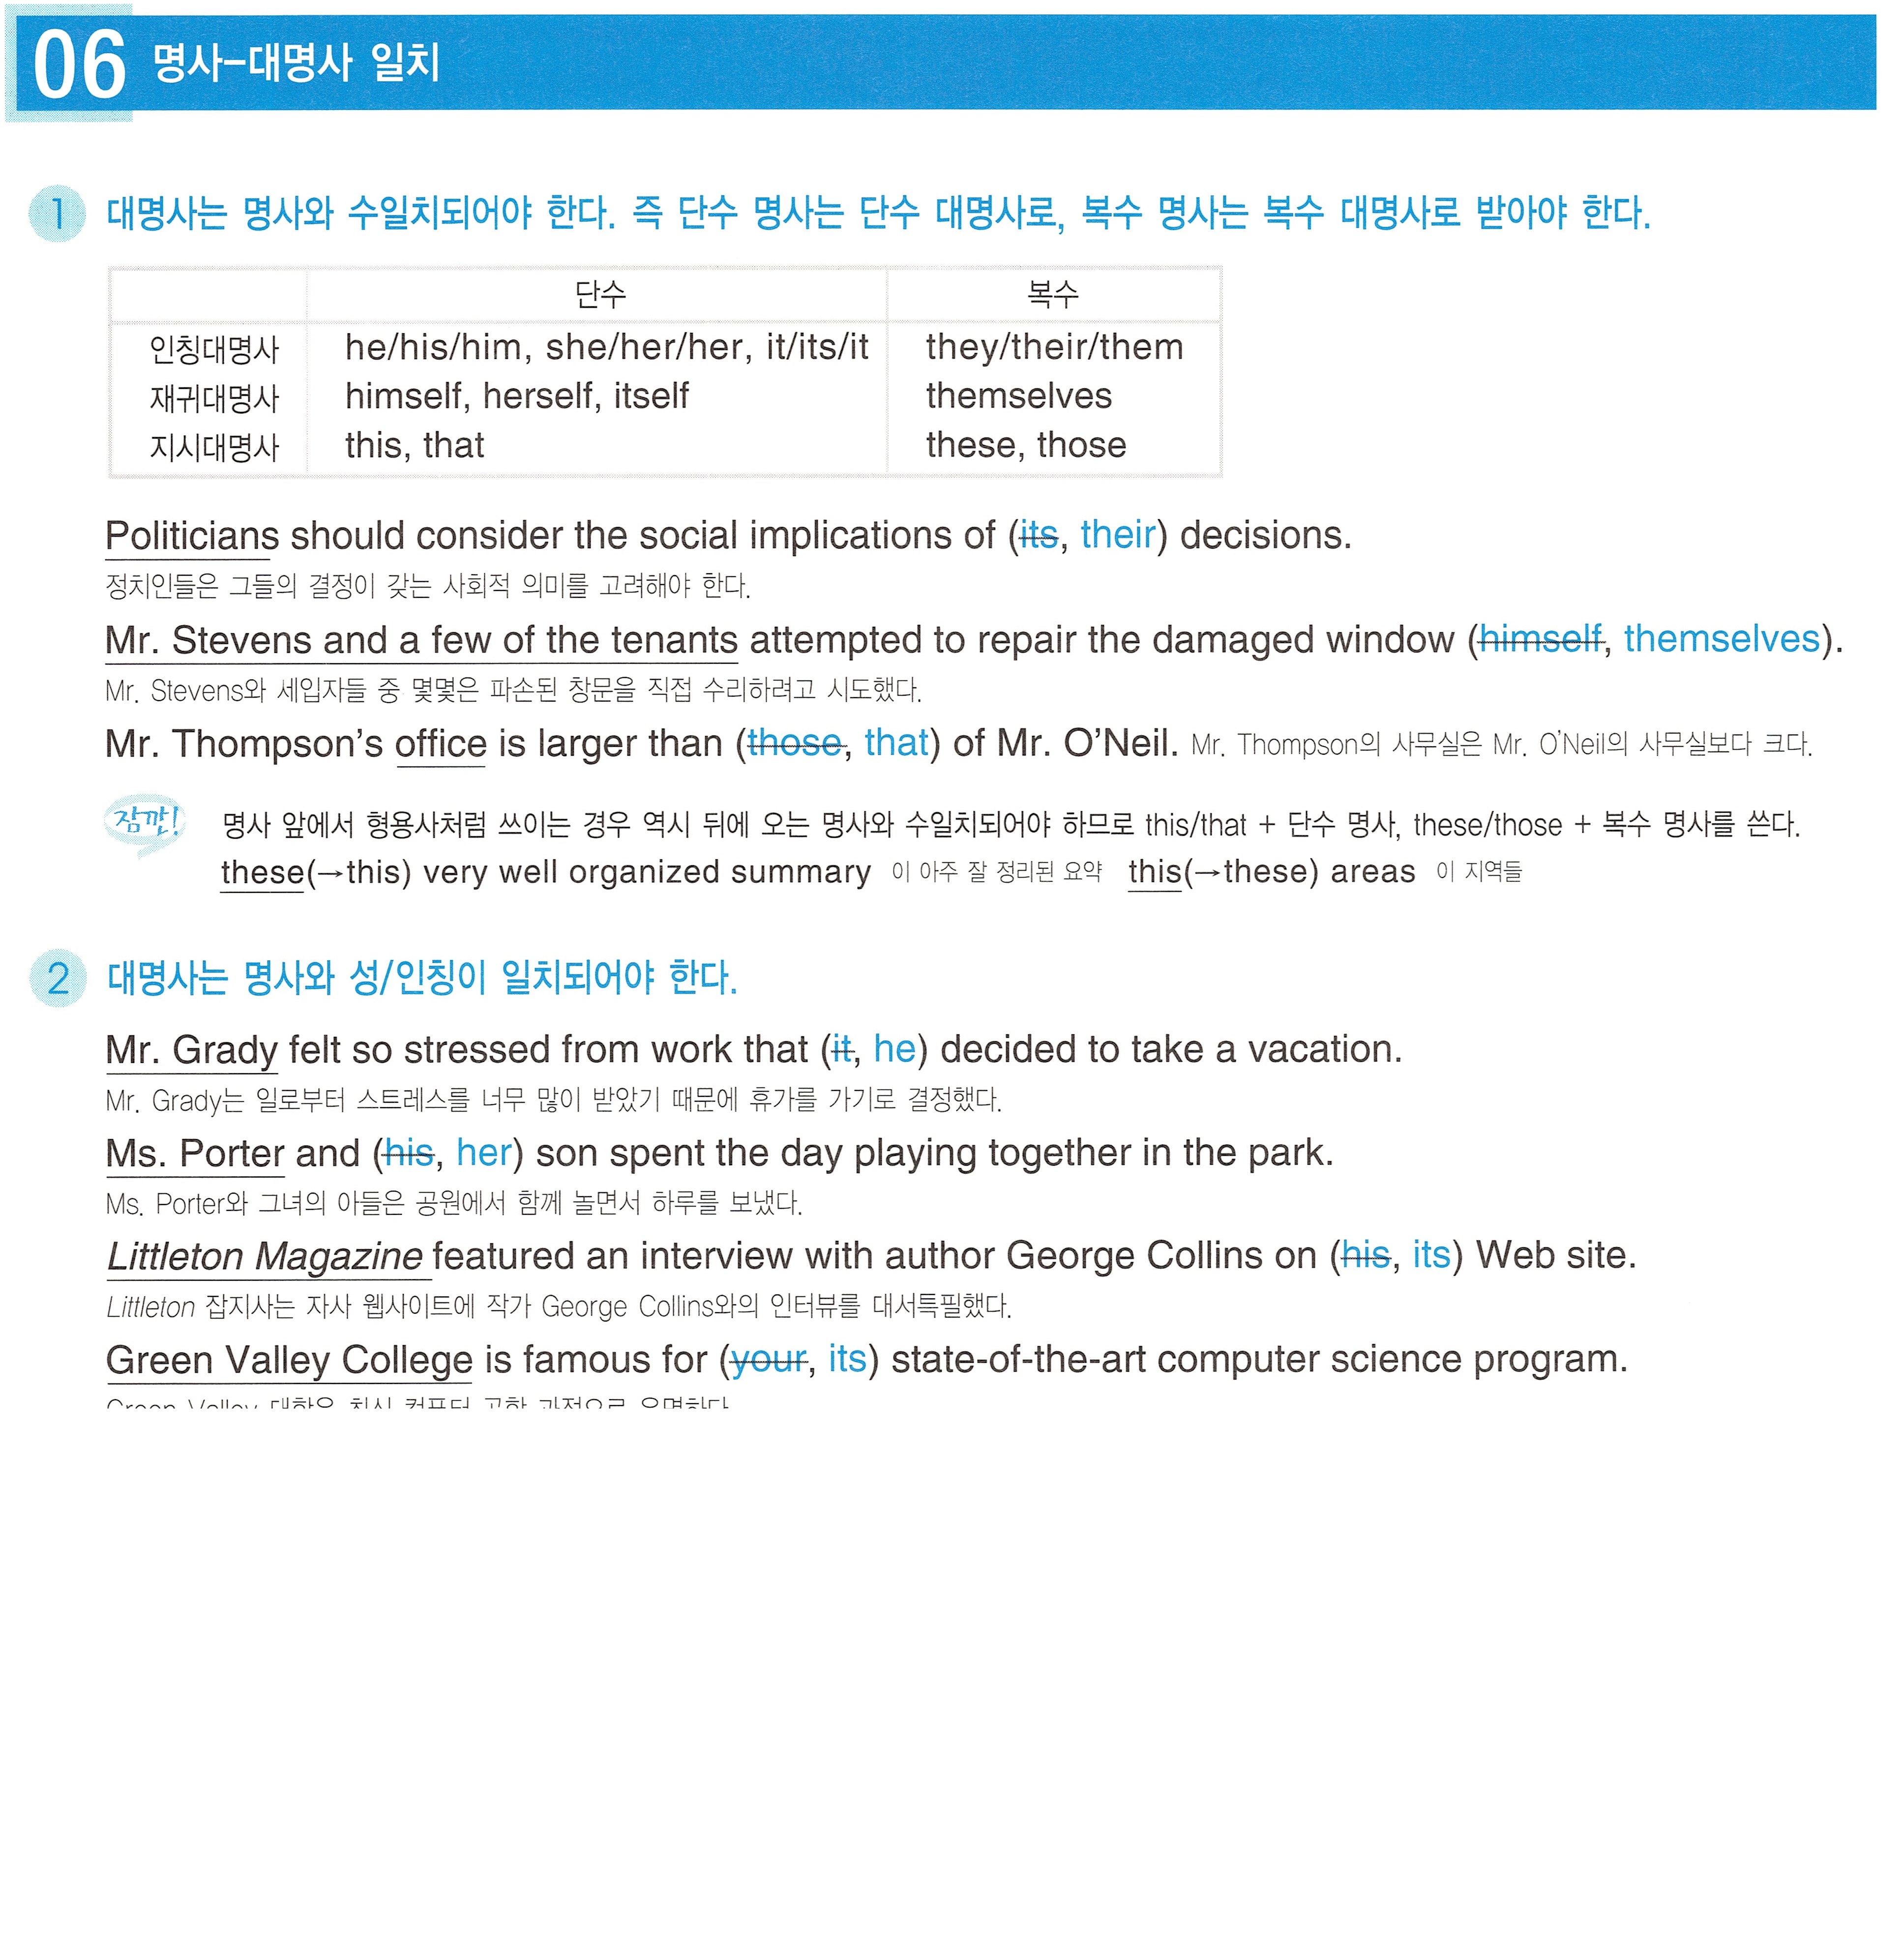 06 명사-대명사 일치
1 대명사는 명사와 수일치되어야 한다. 즉 단수 명사는 단수 대명사로, 복수 명사는 복수 대명사로 받아야 한다.
단수 복수
인칭대명사 he/his/him, she/her/her, it/its/it they/their/them
재귀대명사 himself, herself, itself themselves
지시대명사 this, that these, those
Politicians should consider the social implications of (its, their) decisions.
정치인들은 그들의 결정이 갖는 사회적 의미를 고려해야 한다.
Mr. Stevens and a few of the tenants attempted to repair the damaged window (himself, themselves).
Mr. Stevens와 세입자들 중 몇몇은 파손된 창문을 직접 수리하려고 시도했다.
Mr. Thompson's office is larger than (those, that) of Mr. O'Neil. Mr. Thompson의 사무실은 Mr. O'Neil의 사무실보다 크다.
잠깐! 명사 앞에서 형용사처럼 쓰이는 경우 역시 뒤에 오는 명사와 수일치되어야 하므로 this/that + 단수 명사, these/those + 복수 명사를 쓴다.
these(→this) very well organized summary 이 아주 잘 정리된 요약 this(→these) areas 이 지역들
2 대명사는 명사와 성/인칭이 일치되어야 한다.
Mr. Grady felt so stressed from work that (it, he) decided to take a vacation.
Mr. Grady는 일로부터 스트레스를 너무 많이 받았기 때문에 휴가를 가기로 결정했다.
Ms. Porter and (his, her) son spent the day playing together in the park.
Ms. Porter와 그녀의 아들은 공원에서 함께 놀면서 하루를 보냈다.
Littleton Magazine featured an interview with author George Collins on (his, its) Web site.
Littleton 잡지사는 자사 웹사이트에 작가 George Collins와의 인터뷰를 대서특필했다.
Green Valley College is famous for (your, its) state-of-the-art computer science program.
Green Valley 대학은 최신 컴퓨터 공학 과정으로 유명하다